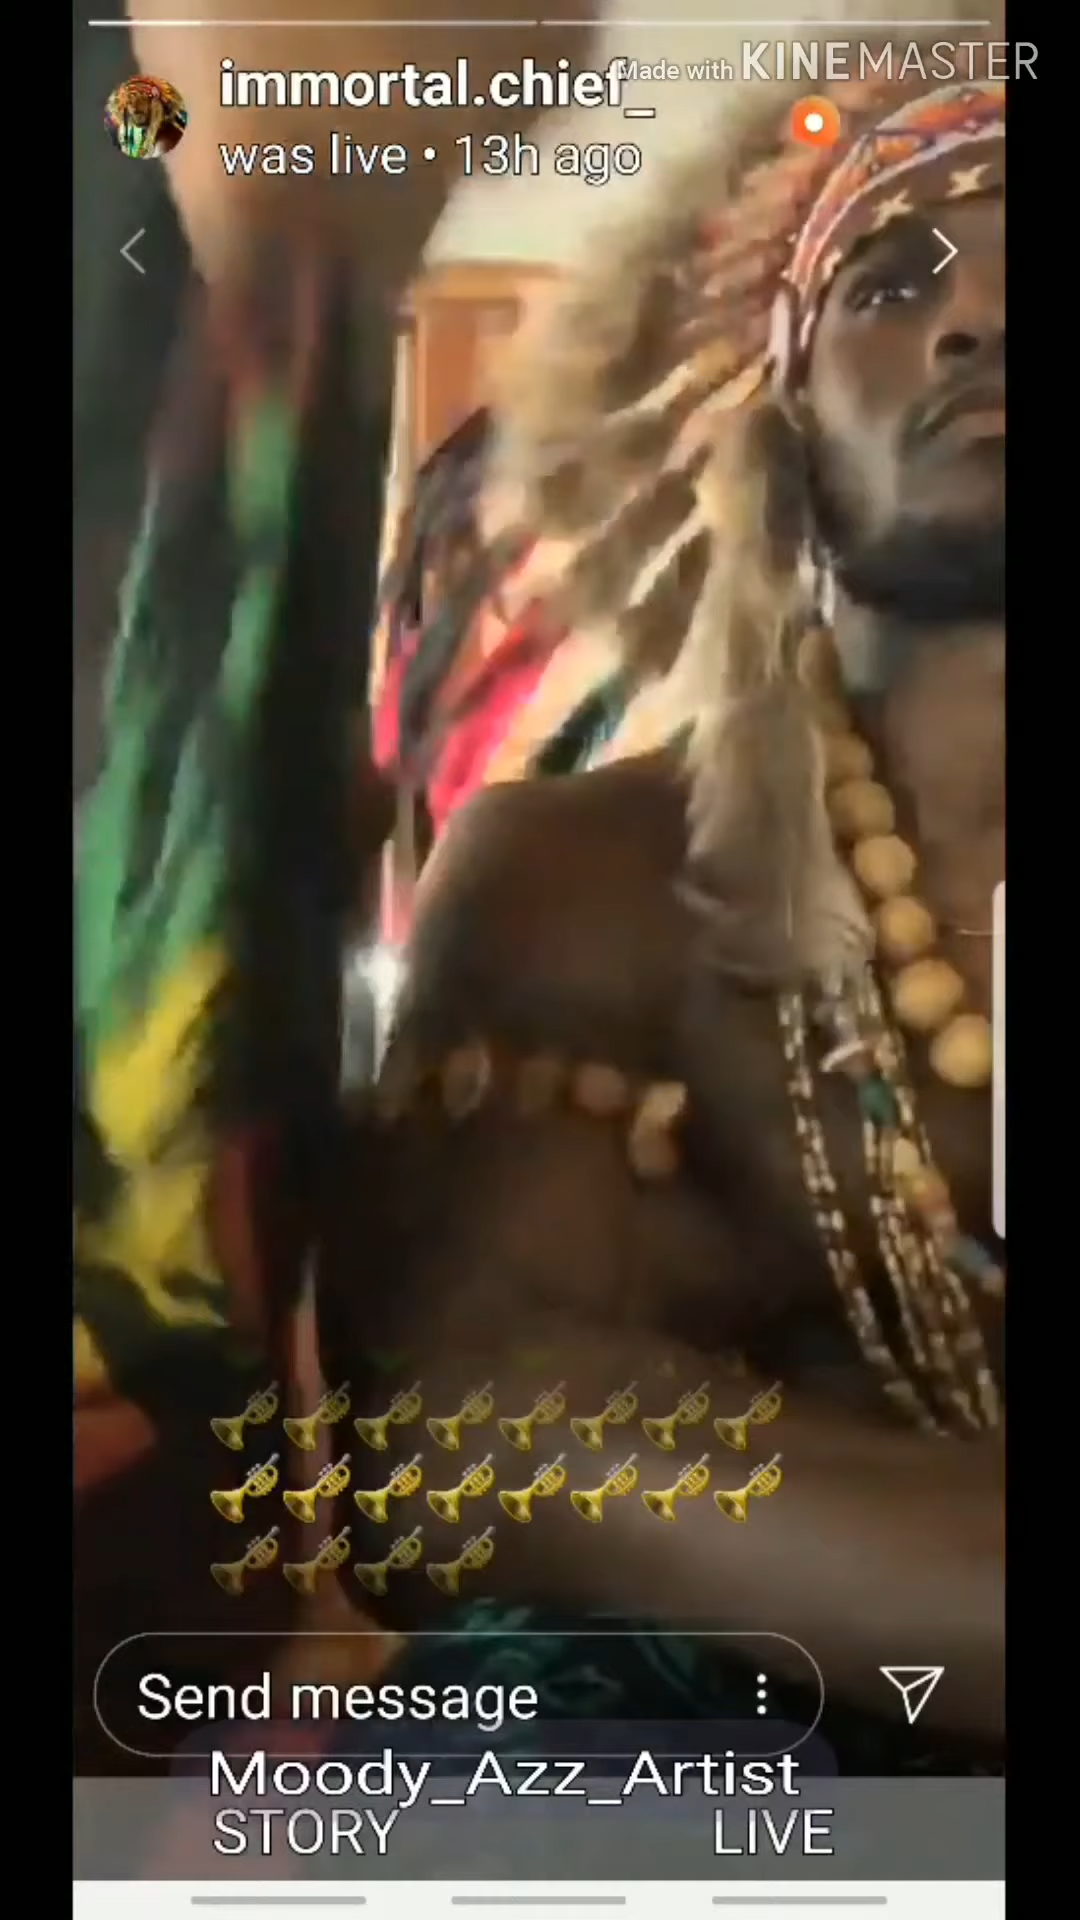 Made with KINEMASTER
immortal.chief_
was live • 13h ago
Send message
Moody_Azz_Artist
STORY LIVE